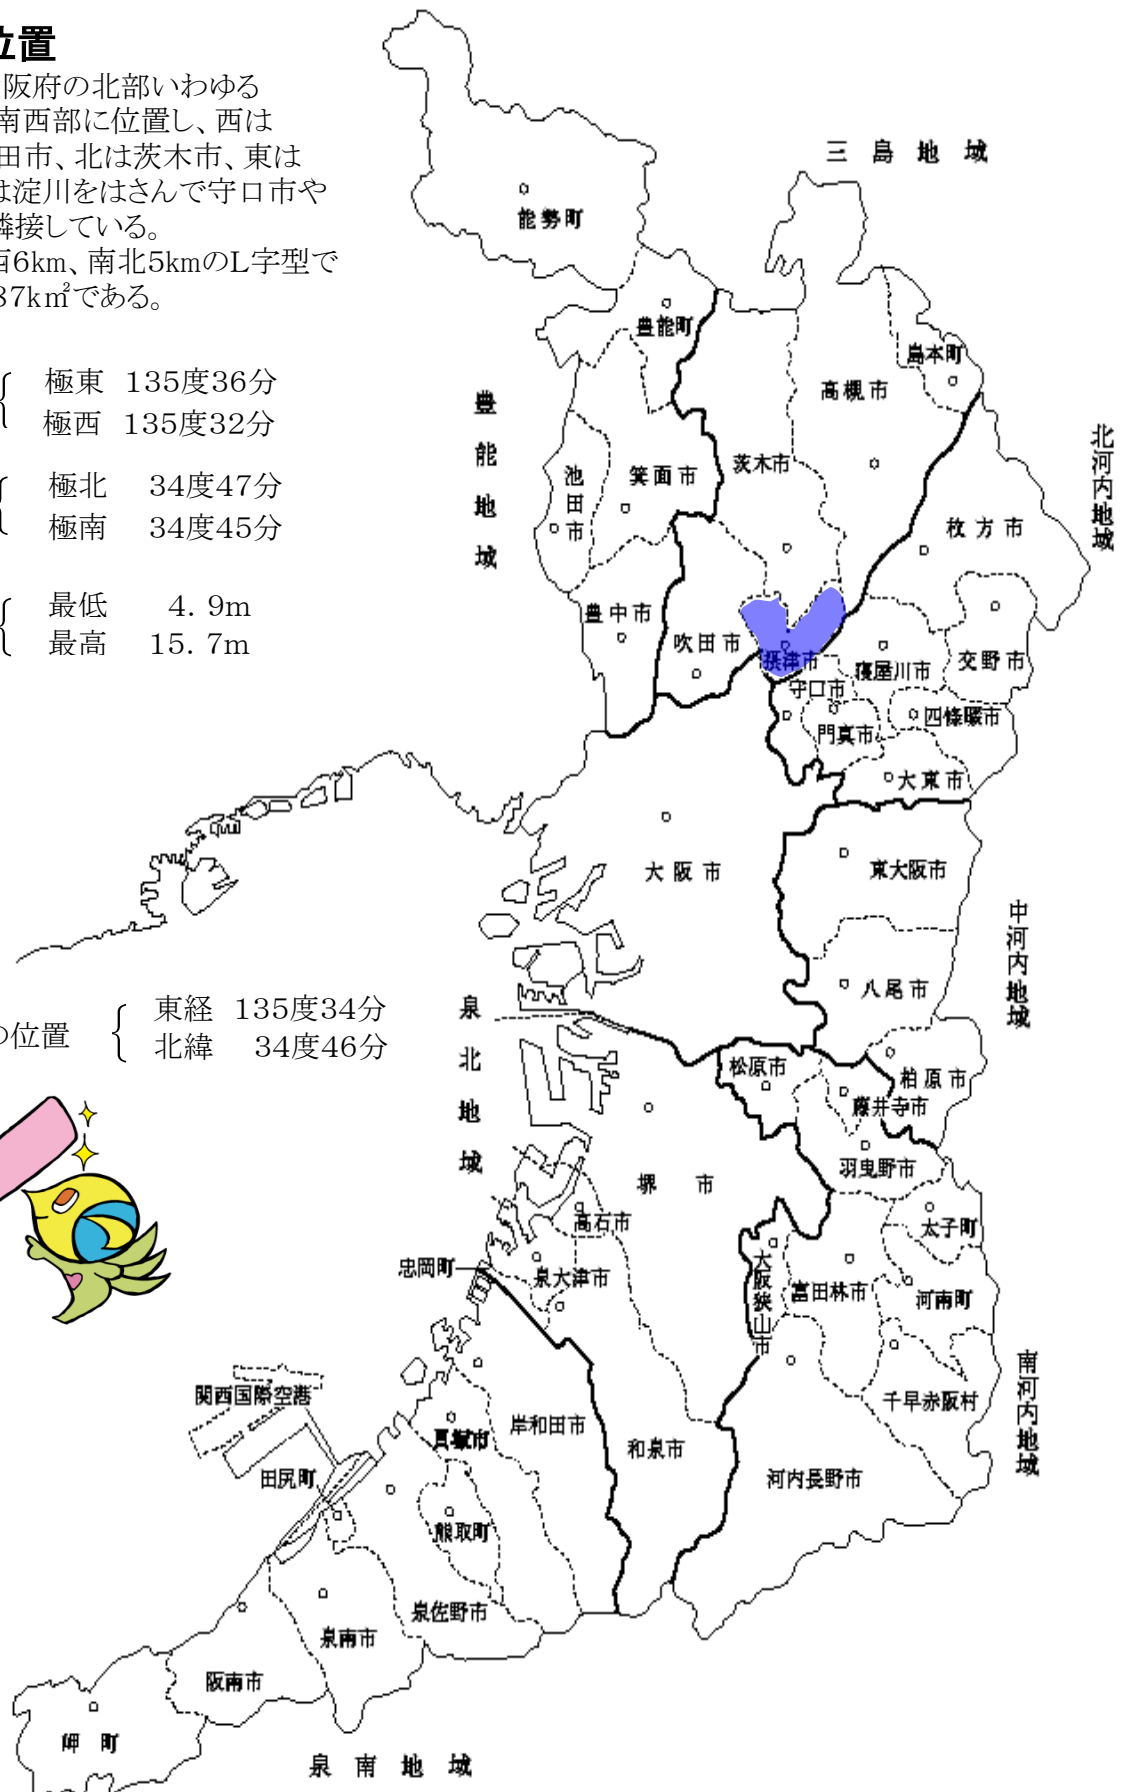 位置
阪府の北部いわゆる
南西部に位置し、西は
田市、北は茨木市、東は
は淀川をはさんで守口市や
隣接している。
西6km、南北5kmのL字型で
87k㎡である。
極東 135度36分
極西 135度32分
極北 34度47分
極南 34度45分
最低 4.9m
最高 15.7m
の位置
東経 135度34分
北緯 34度46分
三島地域
能勢町
豊能町
島本町
高槻市
豊能地域
北河内地域
茨木市
箕面市
池田市
枚方市
豊中市
吹田市
摂津市
寝屋川市
交野市
守口市
四條畷市
門真市
大東市
大阪市
東大阪市
中河内地域
八尾市
泉北地域
松原市
柏原市
藤井寺市
羽曳野市
堺市
高石市
太子町
忠岡町
泉大津市
大阪狭山市
富田林市
河南町
南河内地域
関西国際空港
千早赤阪村
岸和田市
貝塚市
和泉市
河内長野市
田尻町
熊取町
泉佐野市
泉南市
阪南市
岬町
泉南地域